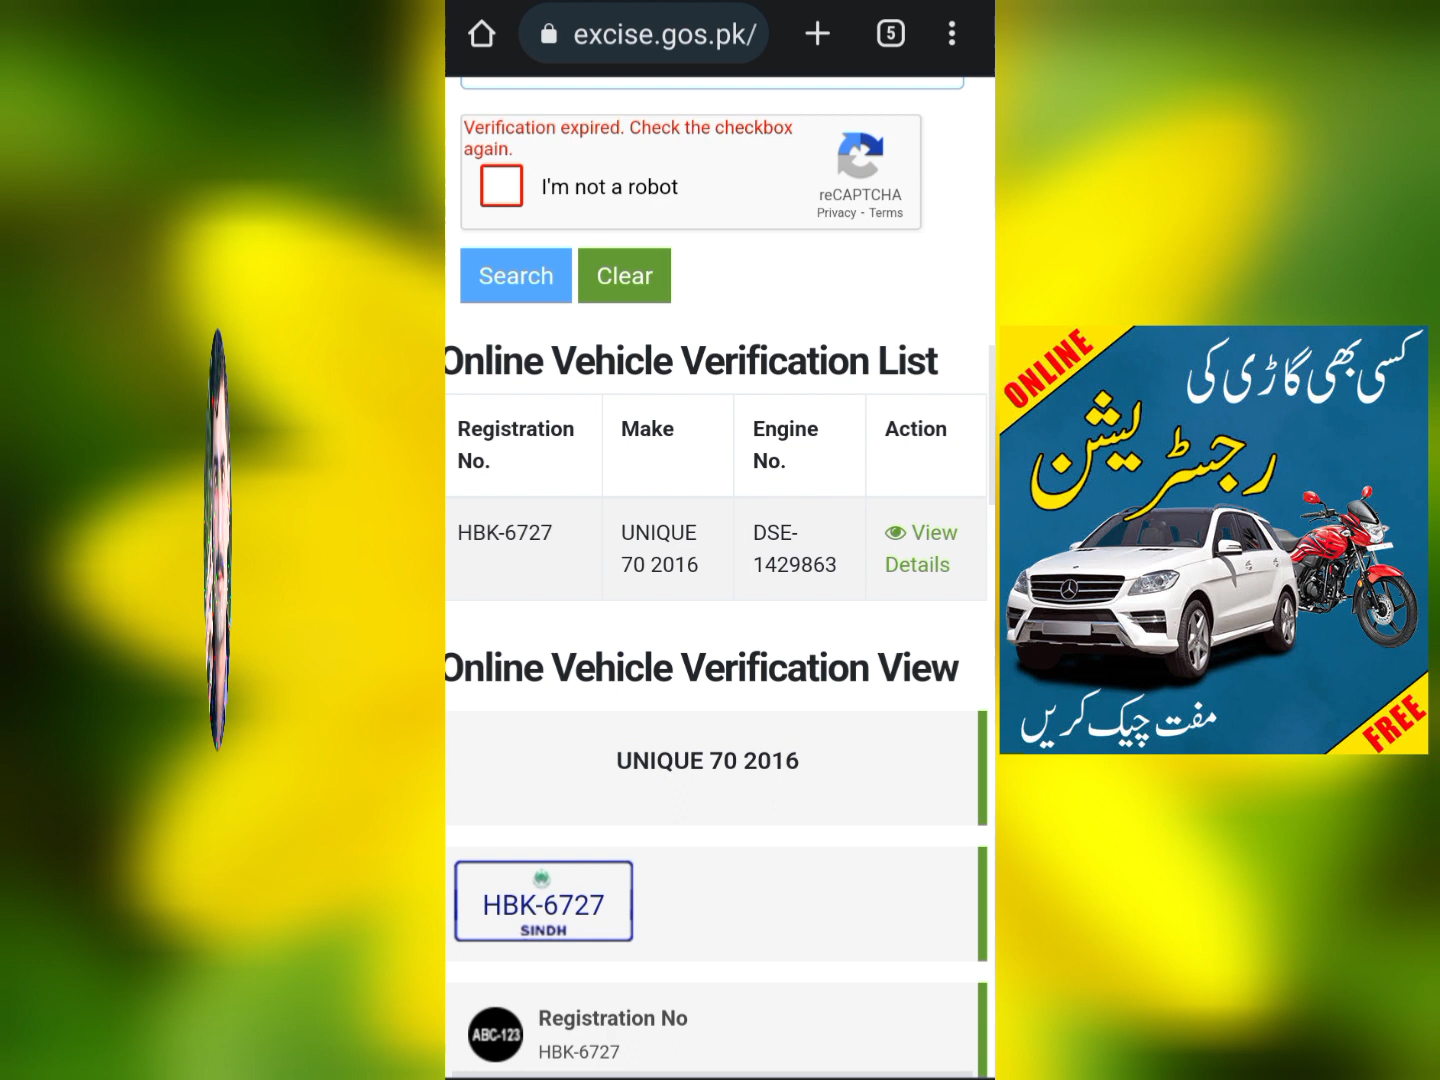 excise.gos.pk/
5
Verification expired. Check the checkbox
again.
I'm not a robot
reCAPTCHA
Privacy - Terms
Search
Clear
Online Vehicle Verification List
Registration
No.
Make
Engine
No.
Action
HBK-6727
UNIQUE
70 2016
DSE-
1429863
View
Details
Online Vehicle Verification View
UNIQUE 70 2016
HBK-6727
SINDH
ABC-123
Registration No
HBK-6727
ONLINE
کسی بھی گاڑی کی
رجسٹریشن
مفت چیک کریں
FREE